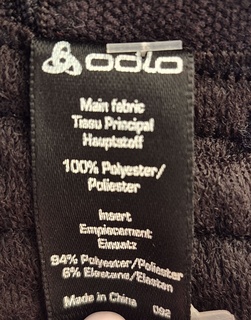 odlo
Main fabric
Tissu Principal
Hauptstoff
100% Polyester/
Poliester
Insert
Emplacement
Einsatz
94% Polyester/Poliester
6% Elastane/Elastan
Made in China 092